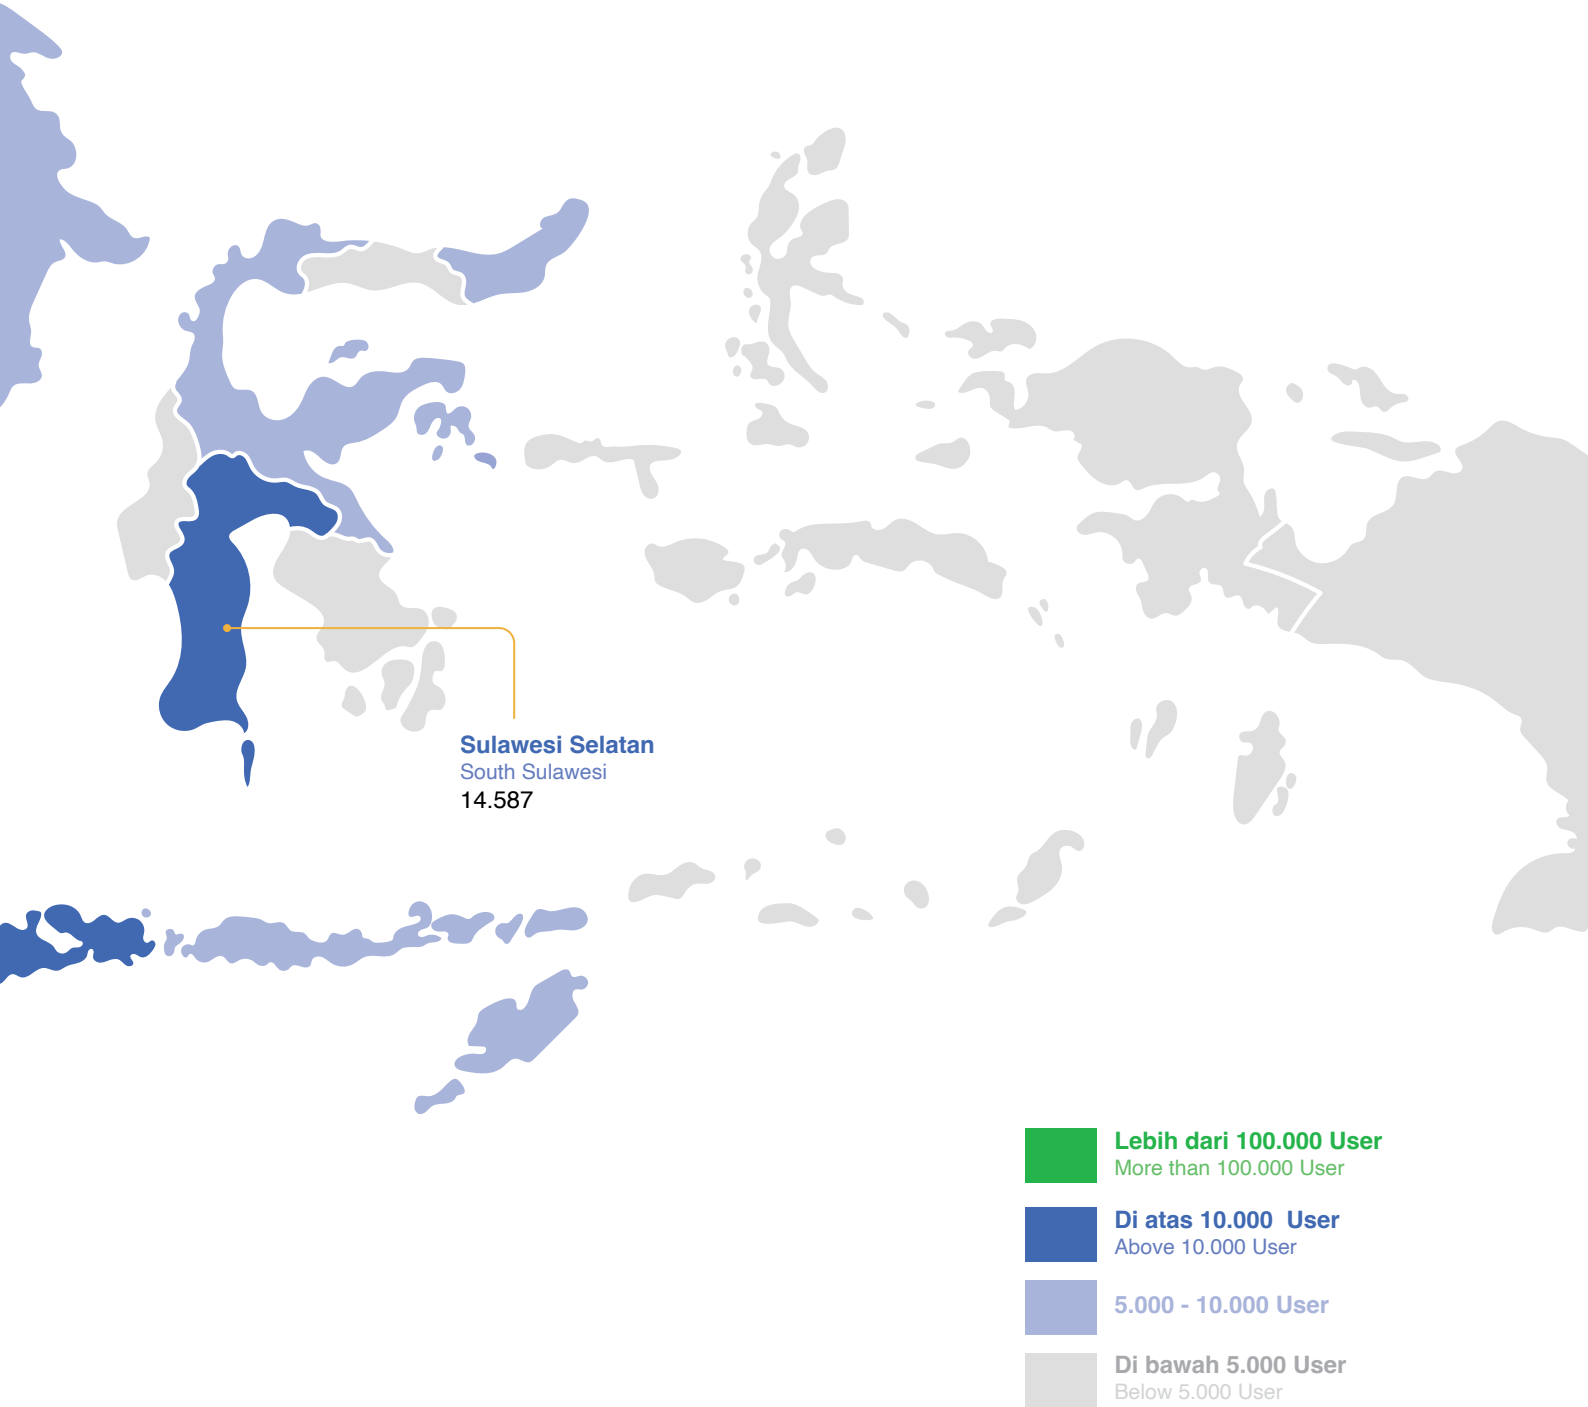 Sulawesi Selatan
South Sulawesi
14.587
Lebih dari 100.000 User
More than 100.000 User
Di atas 10.000 User
Above 10.000 User
5.000 - 10.000 User
Di bawah 5.000 User
Below 5.000 User